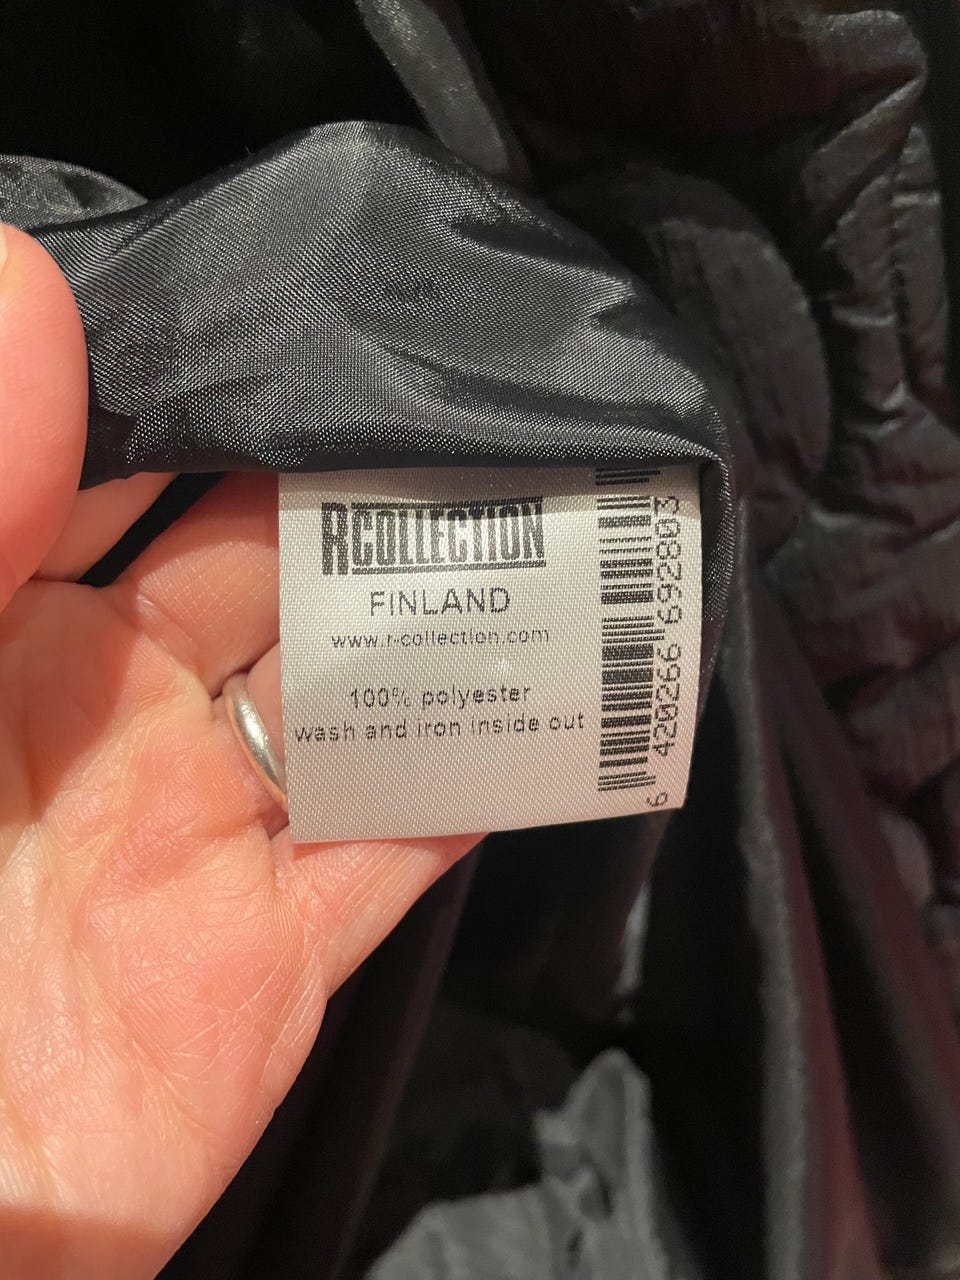 RCOLLECTION
FINLAND
www.r-collection.com
100% polyester
wash and iron inside out
6 420266 692803